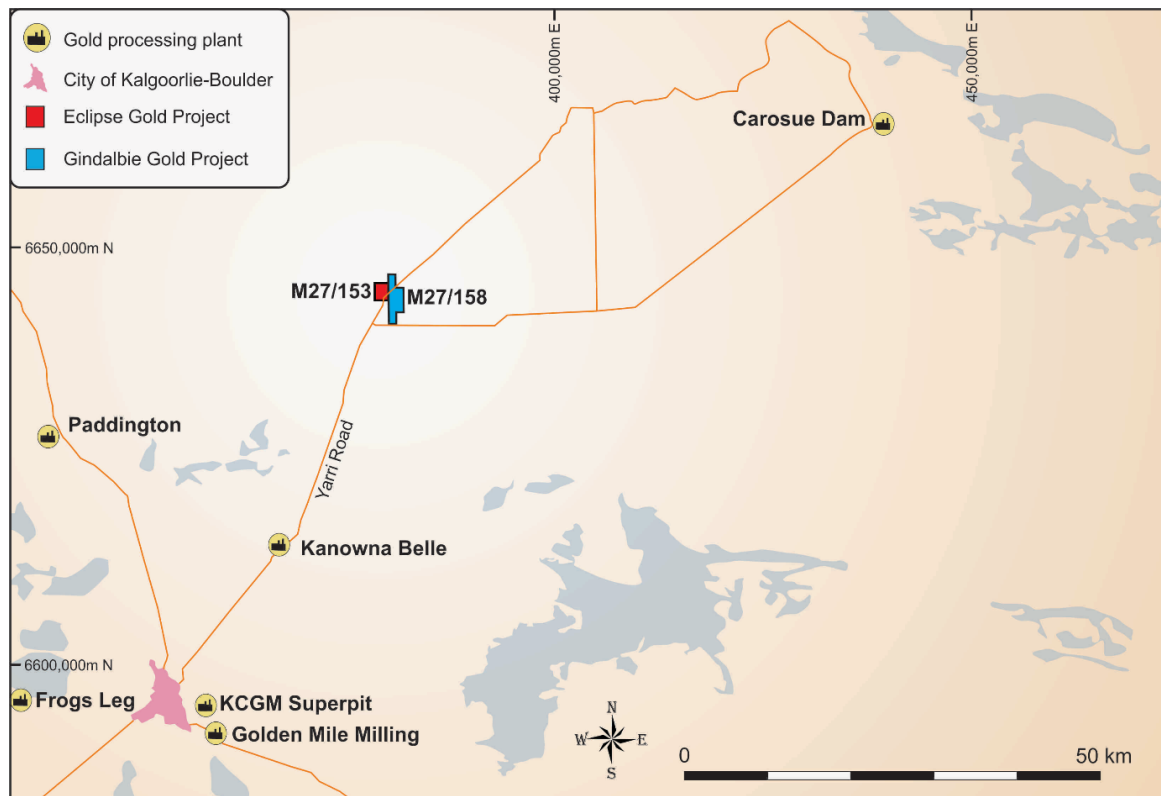 Gold processing plant
City of Kalgoorlie-Boulder
Eclipse Gold Project
Gindalbie Gold Project
400,000m E
450,000m E
Carosue Dam
6650,000m N
M27/153
M27/158
Paddington
Yarri Road
Kanowna Belle
6600,000m N
Frogs Leg
KCGM Superpit
Golden Mile Milling
N
W
E
S
0
50 km